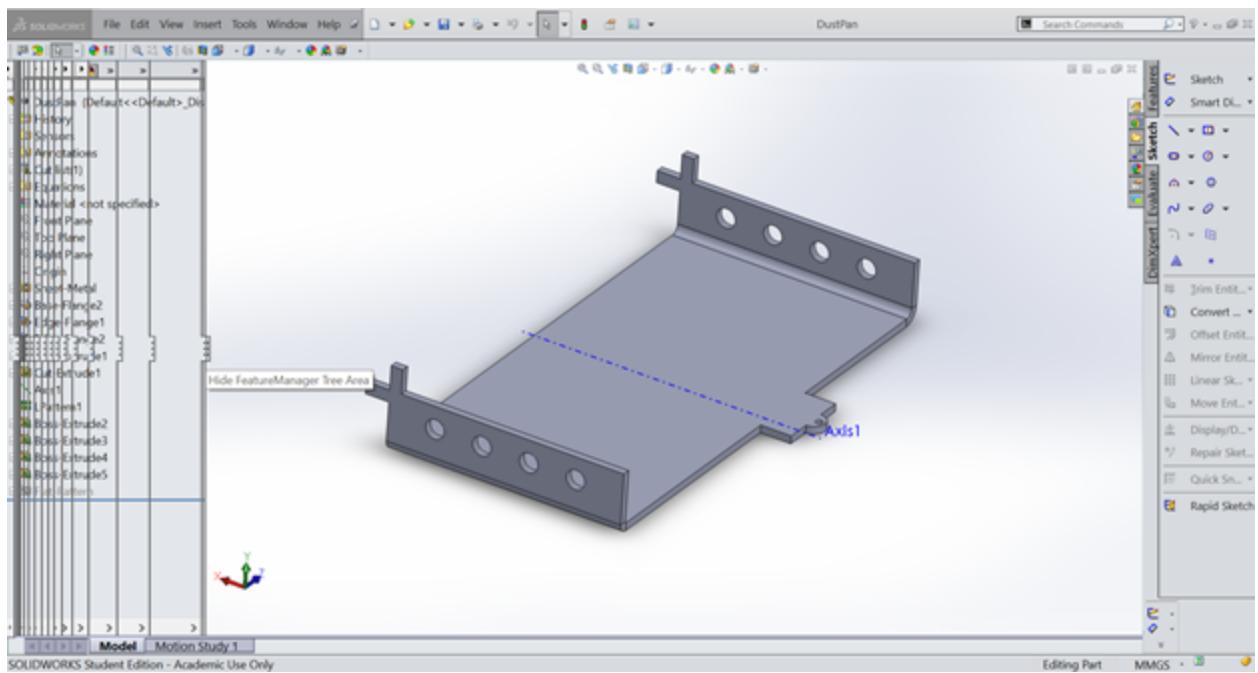 SOLIDWORKS File Edit View Insert Tools Window Help
DustPan
Search Commands
DustPan (Default<<Default>_Dis
History
Sensors
Annotations
Cut list(1)
Equations
Material <not specified>
Front Plane
Top Plane
Right Plane
Origin
Sheet-Metal
Base-Flange2
Edge-Flange1
Cut-Extrude1
Axis1
LPattern1
Boss-Extrude2
Boss-Extrude3
Boss-Extrude4
Boss-Extrude5
Flat-Pattern
Hide FeatureManager Tree Area
Axis1
X
Y
Z
Features
Sketch
Evaluate
DimXpert
Sketch
Smart Di...
Trim Entit...
Convert ...
Offset Entit...
Mirror Entit...
Linear Sk...
Move Ent...
Display/D...
Repair Sket...
Quick Sn...
Rapid Sketch
Model Motion Study 1
SOLIDWORKS Student Edition - Academic Use Only
Editing Part MMGS